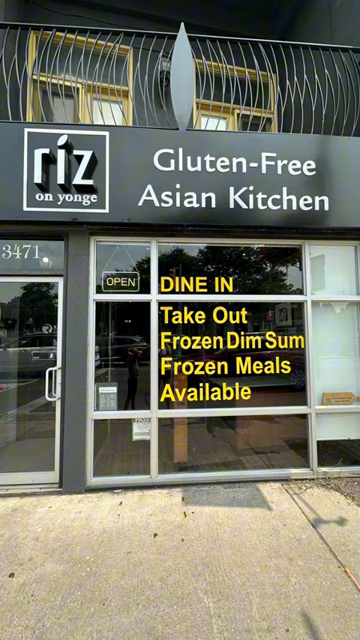 riz
on yonge
Gluten-Free
Asian Kitchen
3471
OPEN
DINE IN
Take Out
Frozen Dim Sum
Frozen Meals
Available
PASS